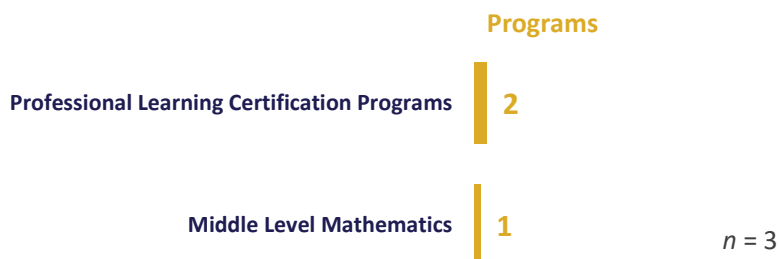 Programs
Professional Learning Certification Programs 2
Middle Level Mathematics 1
n = 3